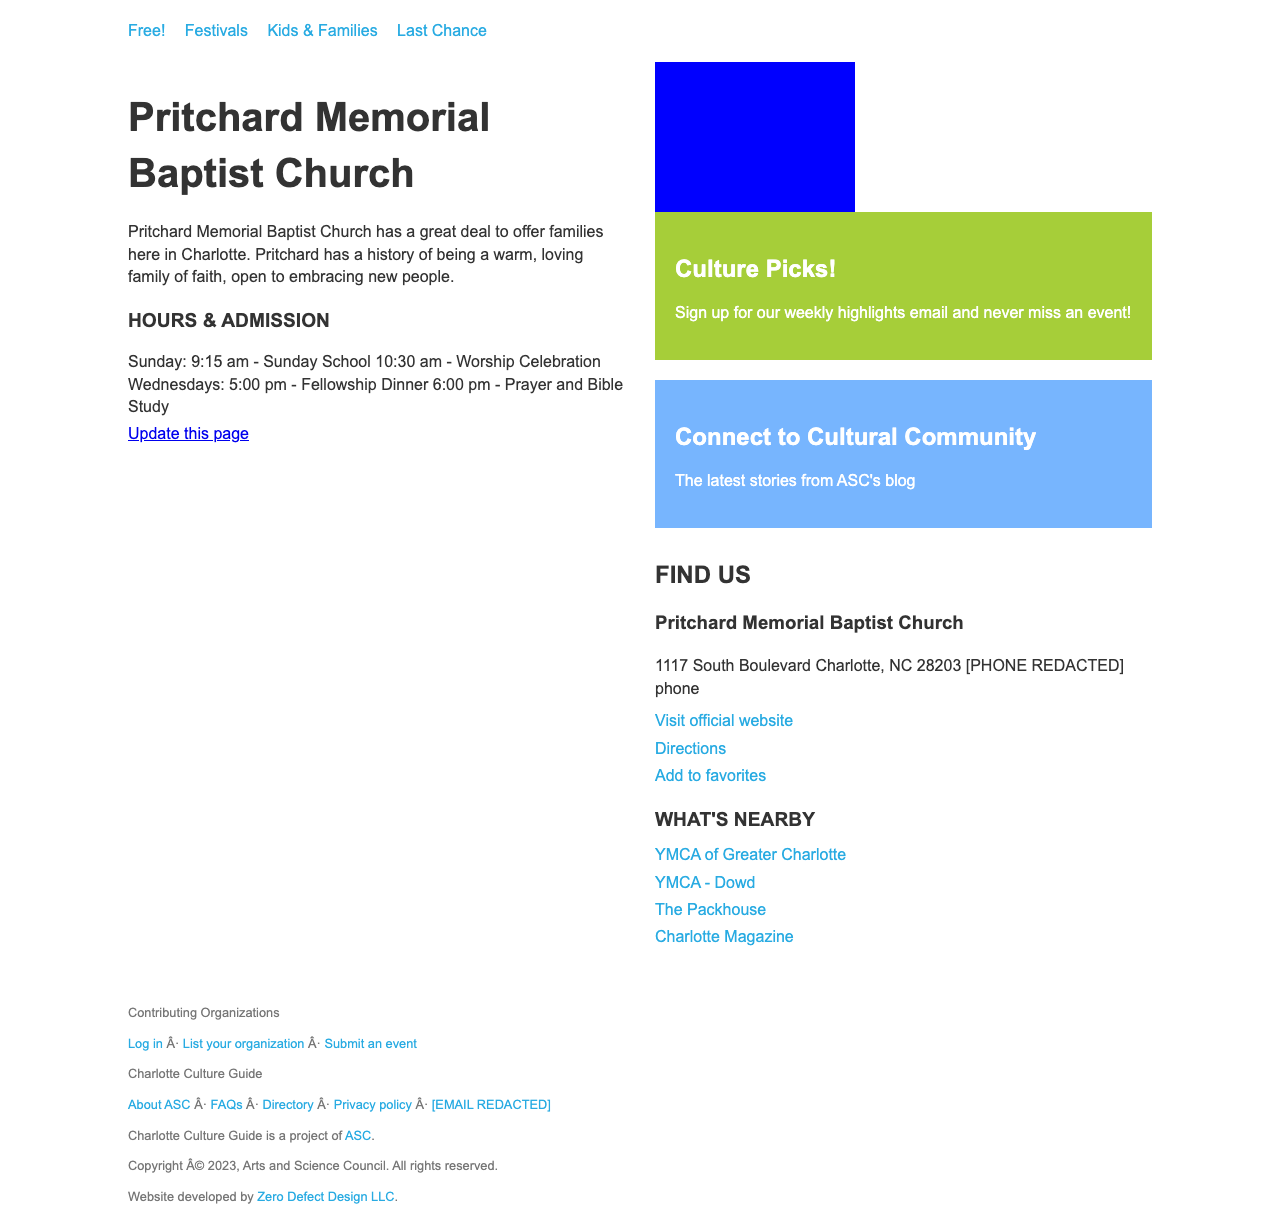 Free! Festivals Kids & Families Last Chance
Pritchard Memorial
Baptist Church
Pritchard Memorial Baptist Church has a great deal to offer families
here in Charlotte. Pritchard has a history of being a warm, loving
family of faith, open to embracing new people.
HOURS & ADMISSION
Sunday: 9:15 am - Sunday School 10:30 am - Worship Celebration
Wednesdays: 5:00 pm - Fellowship Dinner 6:00 pm - Prayer and Bible
Study
Update this page
Culture Picks!
Sign up for our weekly highlights email and never miss an event!
Connect to Cultural Community
The latest stories from ASC's blog
FIND US
Pritchard Memorial Baptist Church
1117 South Boulevard Charlotte, NC 28203 [PHONE REDACTED]
phone
Visit official website
Directions
Add to favorites
WHAT'S NEARBY
YMCA of Greater Charlotte
YMCA - Dowd
The Packhouse
Charlotte Magazine
Contributing Organizations
Log in Â· List your organization Â· Submit an event
Charlotte Culture Guide
About ASC Â· FAQs Â· Directory Â· Privacy policy Â· [EMAIL REDACTED]
Charlotte Culture Guide is a project of ASC.
Copyright Â© 2023, Arts and Science Council. All rights reserved.
Website developed by Zero Defect Design LLC.